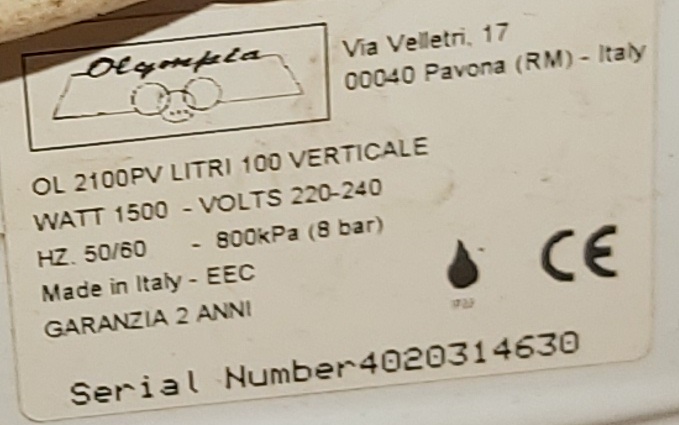 Olympia
Via Velletri, 17
00040 Pavona (RM) - Italy
OL 2100PV LITRI 100 VERTICALE
WATT 1500 - VOLTS 220-240
HZ. 50/60 - 800kPa (8 bar)
Made in Italy - EEC
GARANZIA 2 ANNI
CE
Serial Number4020314630